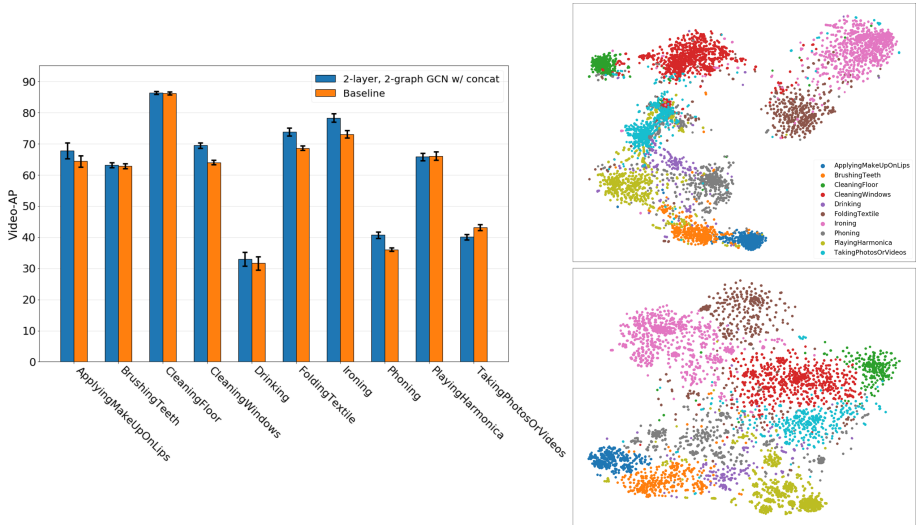 2-layer, 2-graph GCN w/ concat
Baseline
Video-AP
90
80
70
60
50
40
30
20
10
0
ApplyingMakeUpOnLips
BrushingTeeth
CleaningFloor
CleaningWindows
Drinking
FoldingTextile
Ironing
Phoning
PlayingHarmonica
TakingPhotosOrVideos
ApplyingMakeUpOnLips
BrushingTeeth
CleaningFloor
CleaningWindows
Drinking
FoldingTextile
Ironing
Phoning
PlayingHarmonica
TakingPhotosOrVideos